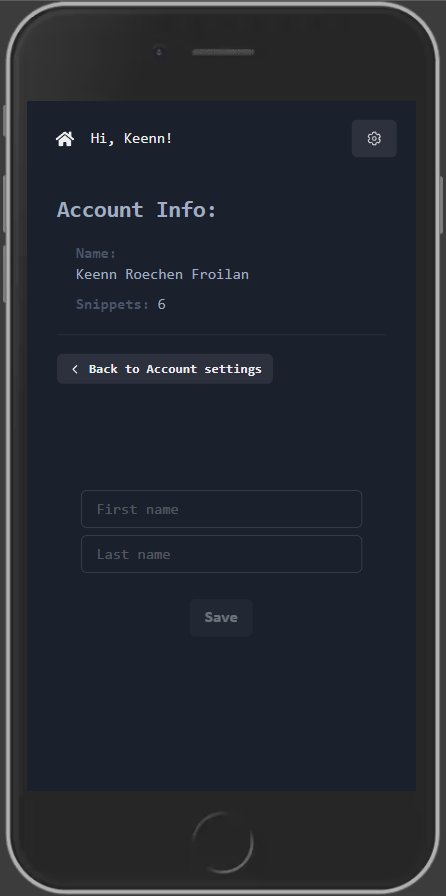 Hi, Keenn!
Account Info:
Name:
Keenn Roechen Froilan
Snippets: 6
Back to Account settings
First name
Last name
Save